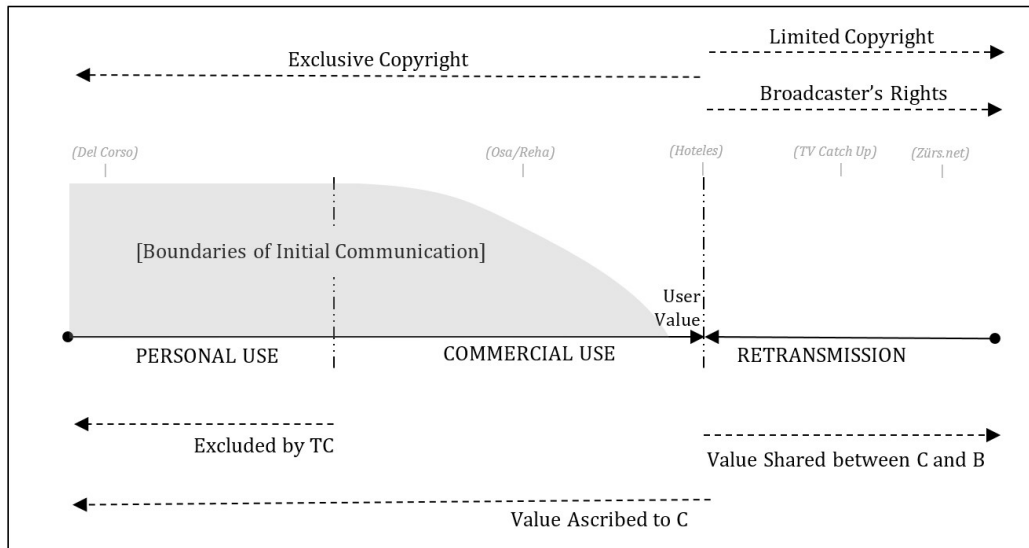 Limited Copyright
Exclusive Copyright
Broadcaster's Rights
(Del Corso)
(Osa/Reha)
(Hoteles)
(TV Catch Up)
(Zürs.net)
[Boundaries of Initial Communication]
User
Value
PERSONAL USE
COMMERCIAL USE
RETRANSMISSION
Excluded by TC
Value Shared between C and B
Value Ascribed to C